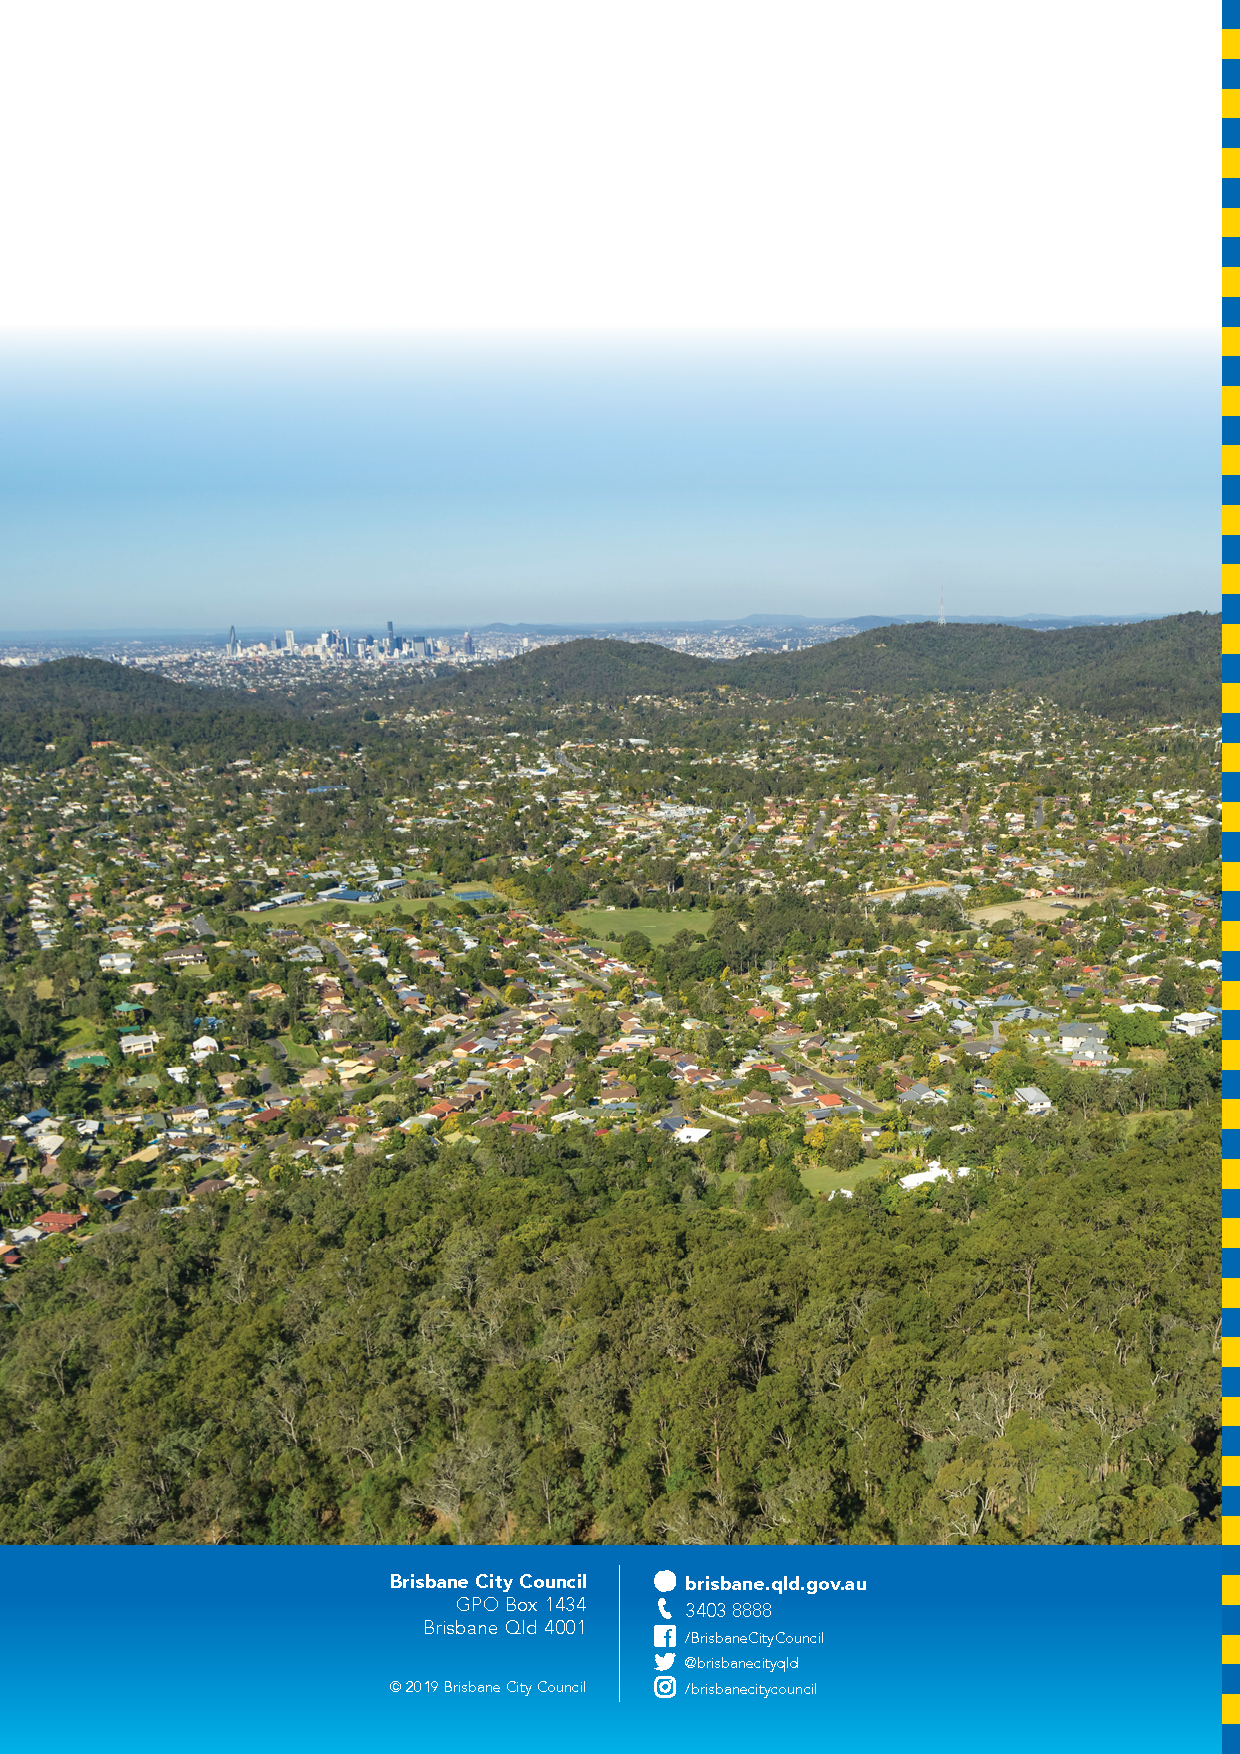 Brisbane City Council
GPO Box 1434
Brisbane Qld 4001
© 2019 Brisbane City Council
brisbane.qld.gov.au
3403 8888
/BrisbaneCityCouncil
@brisbanecityqld
/brisbanecitycouncil